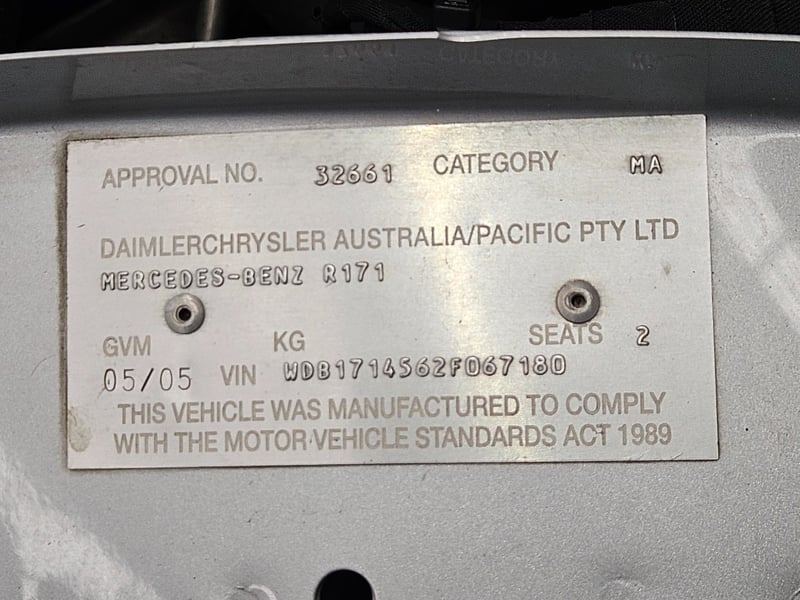 APPROVAL NO. 32661 CATEGORY MA
DAIMLERCHRYSLER AUSTRALIA/PACIFIC PTY LTD
MERCEDES-BENZ R171
GVM KG SEATS 2
05/05 VIN WDB1714562F067180
THIS VEHICLE WAS MANUFACTURED TO COMPLY
WITH THE MOTOR VEHICLE STANDARDS ACT 1989